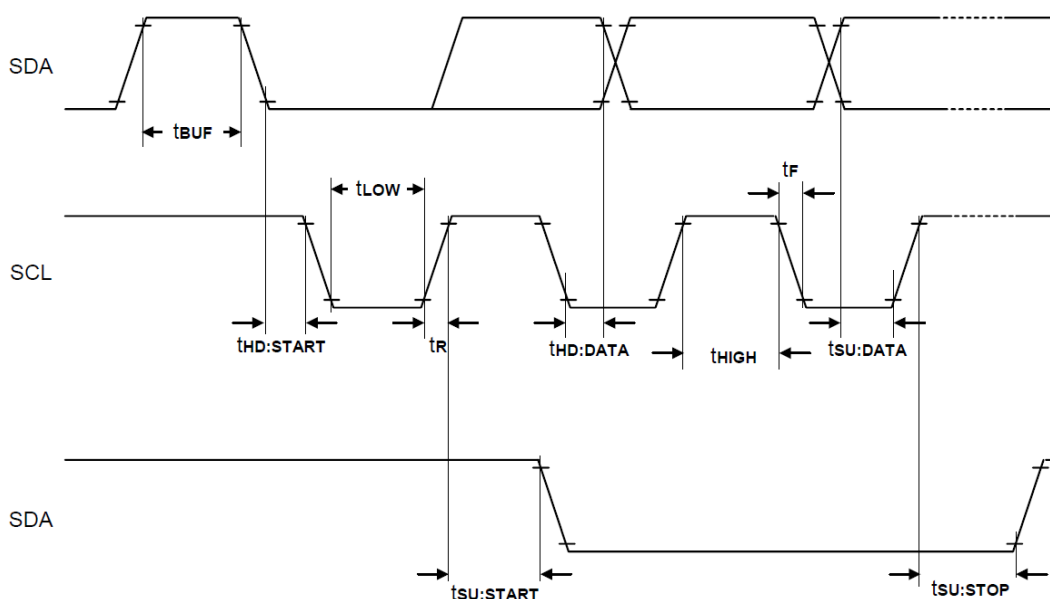 SDA
tBUF
tLOW
tF
SCL
tHD:START
tR
tHD:DATA
tHIGH
tSU:DATA
SDA
tSU:START
tSU:STOP